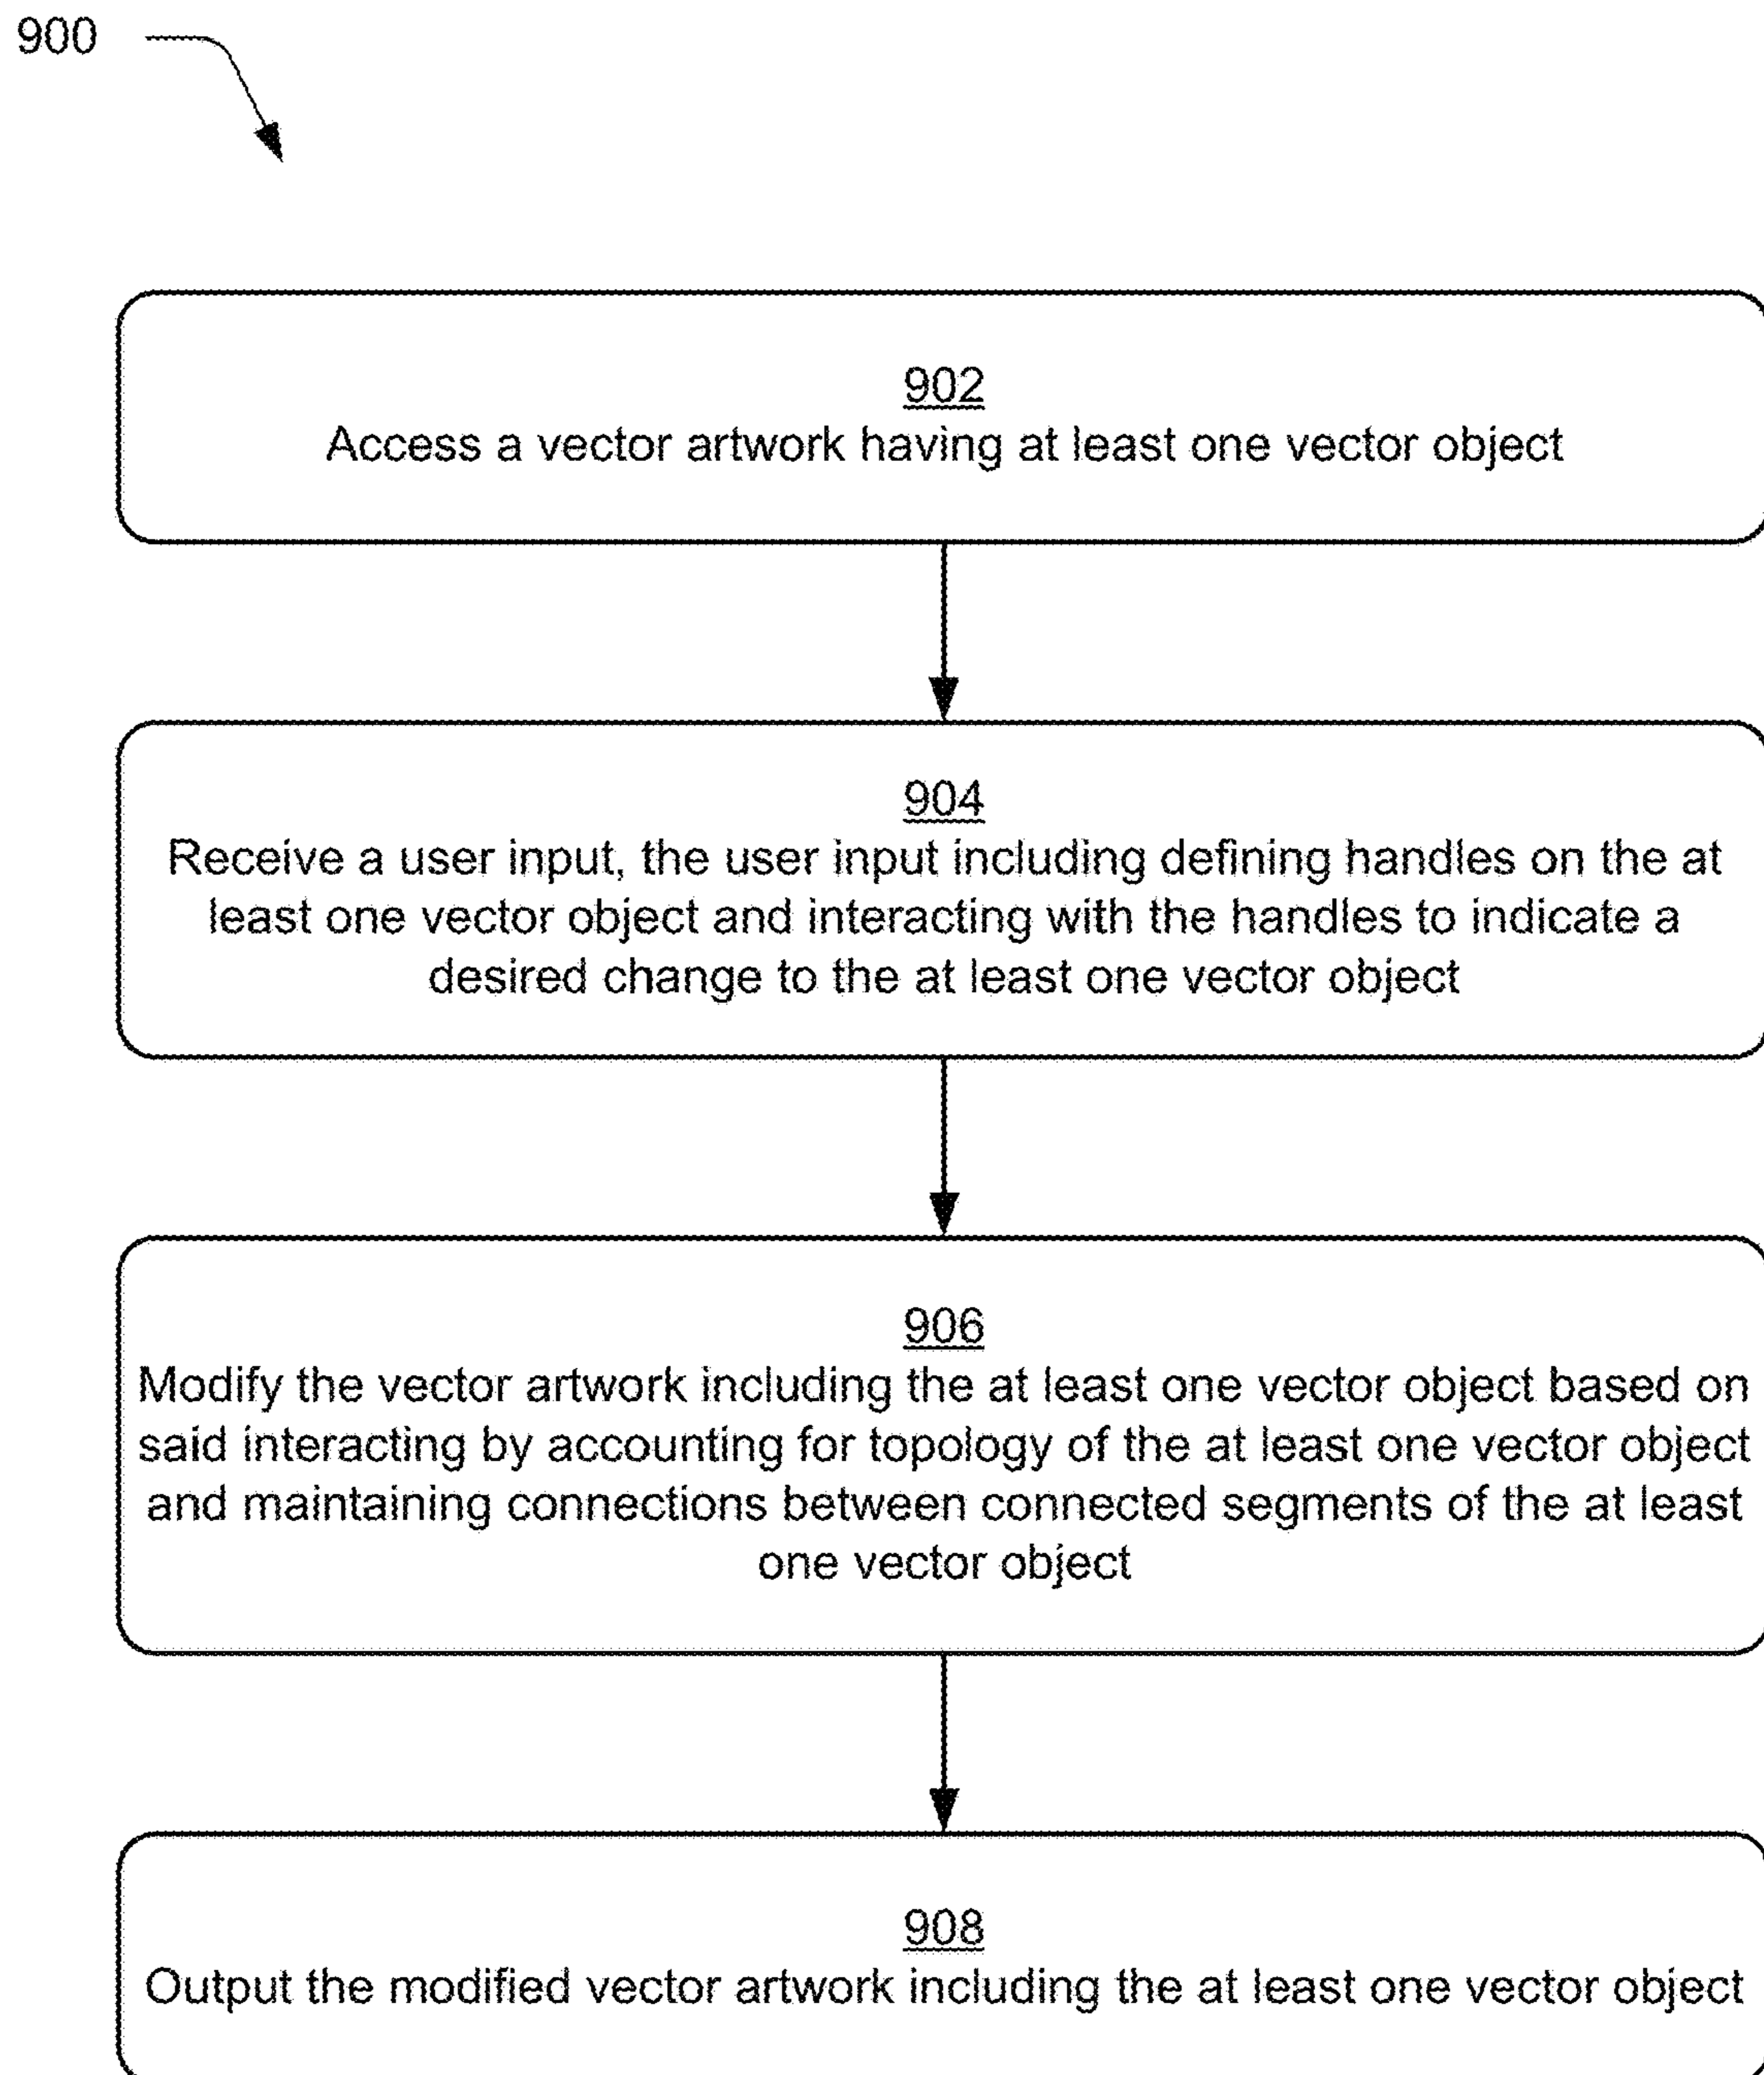 900
902
Access a vector artwork having at least one vector object
904
Receive a user input, the user input including defining handles on the at
least one vector object and interacting with the handles to indicate a
desired change to the at least one vector object
906
Modify the vector artwork including the at least one vector object based on
said interacting by accounting for topology of the at least one vector object
and maintaining connections between connected segments of the at least
one vector object
908
Output the modified vector artwork including the at least one vector object